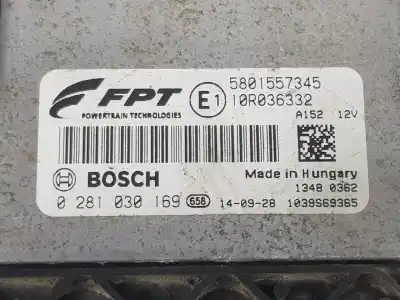 FPT
POWERTRAIN TECHNOLOGIES
E1
5801557345
10R036332
A152 12V
BOSCH
Made in Hungary
1348 0362
0 281 030 169 658 14-09-28 1039S69365